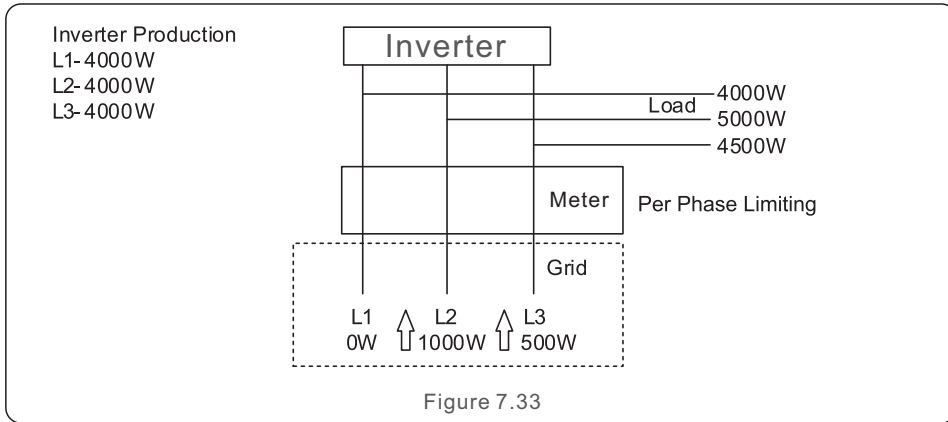 Inverter Production
L1-4000W
L2-4000W
L3-4000W
Inverter
Load
4000W
5000W
4500W
Meter
Per Phase Limiting
Grid
L1 L2 L3
0W 1000W 500W
Figure 7.33